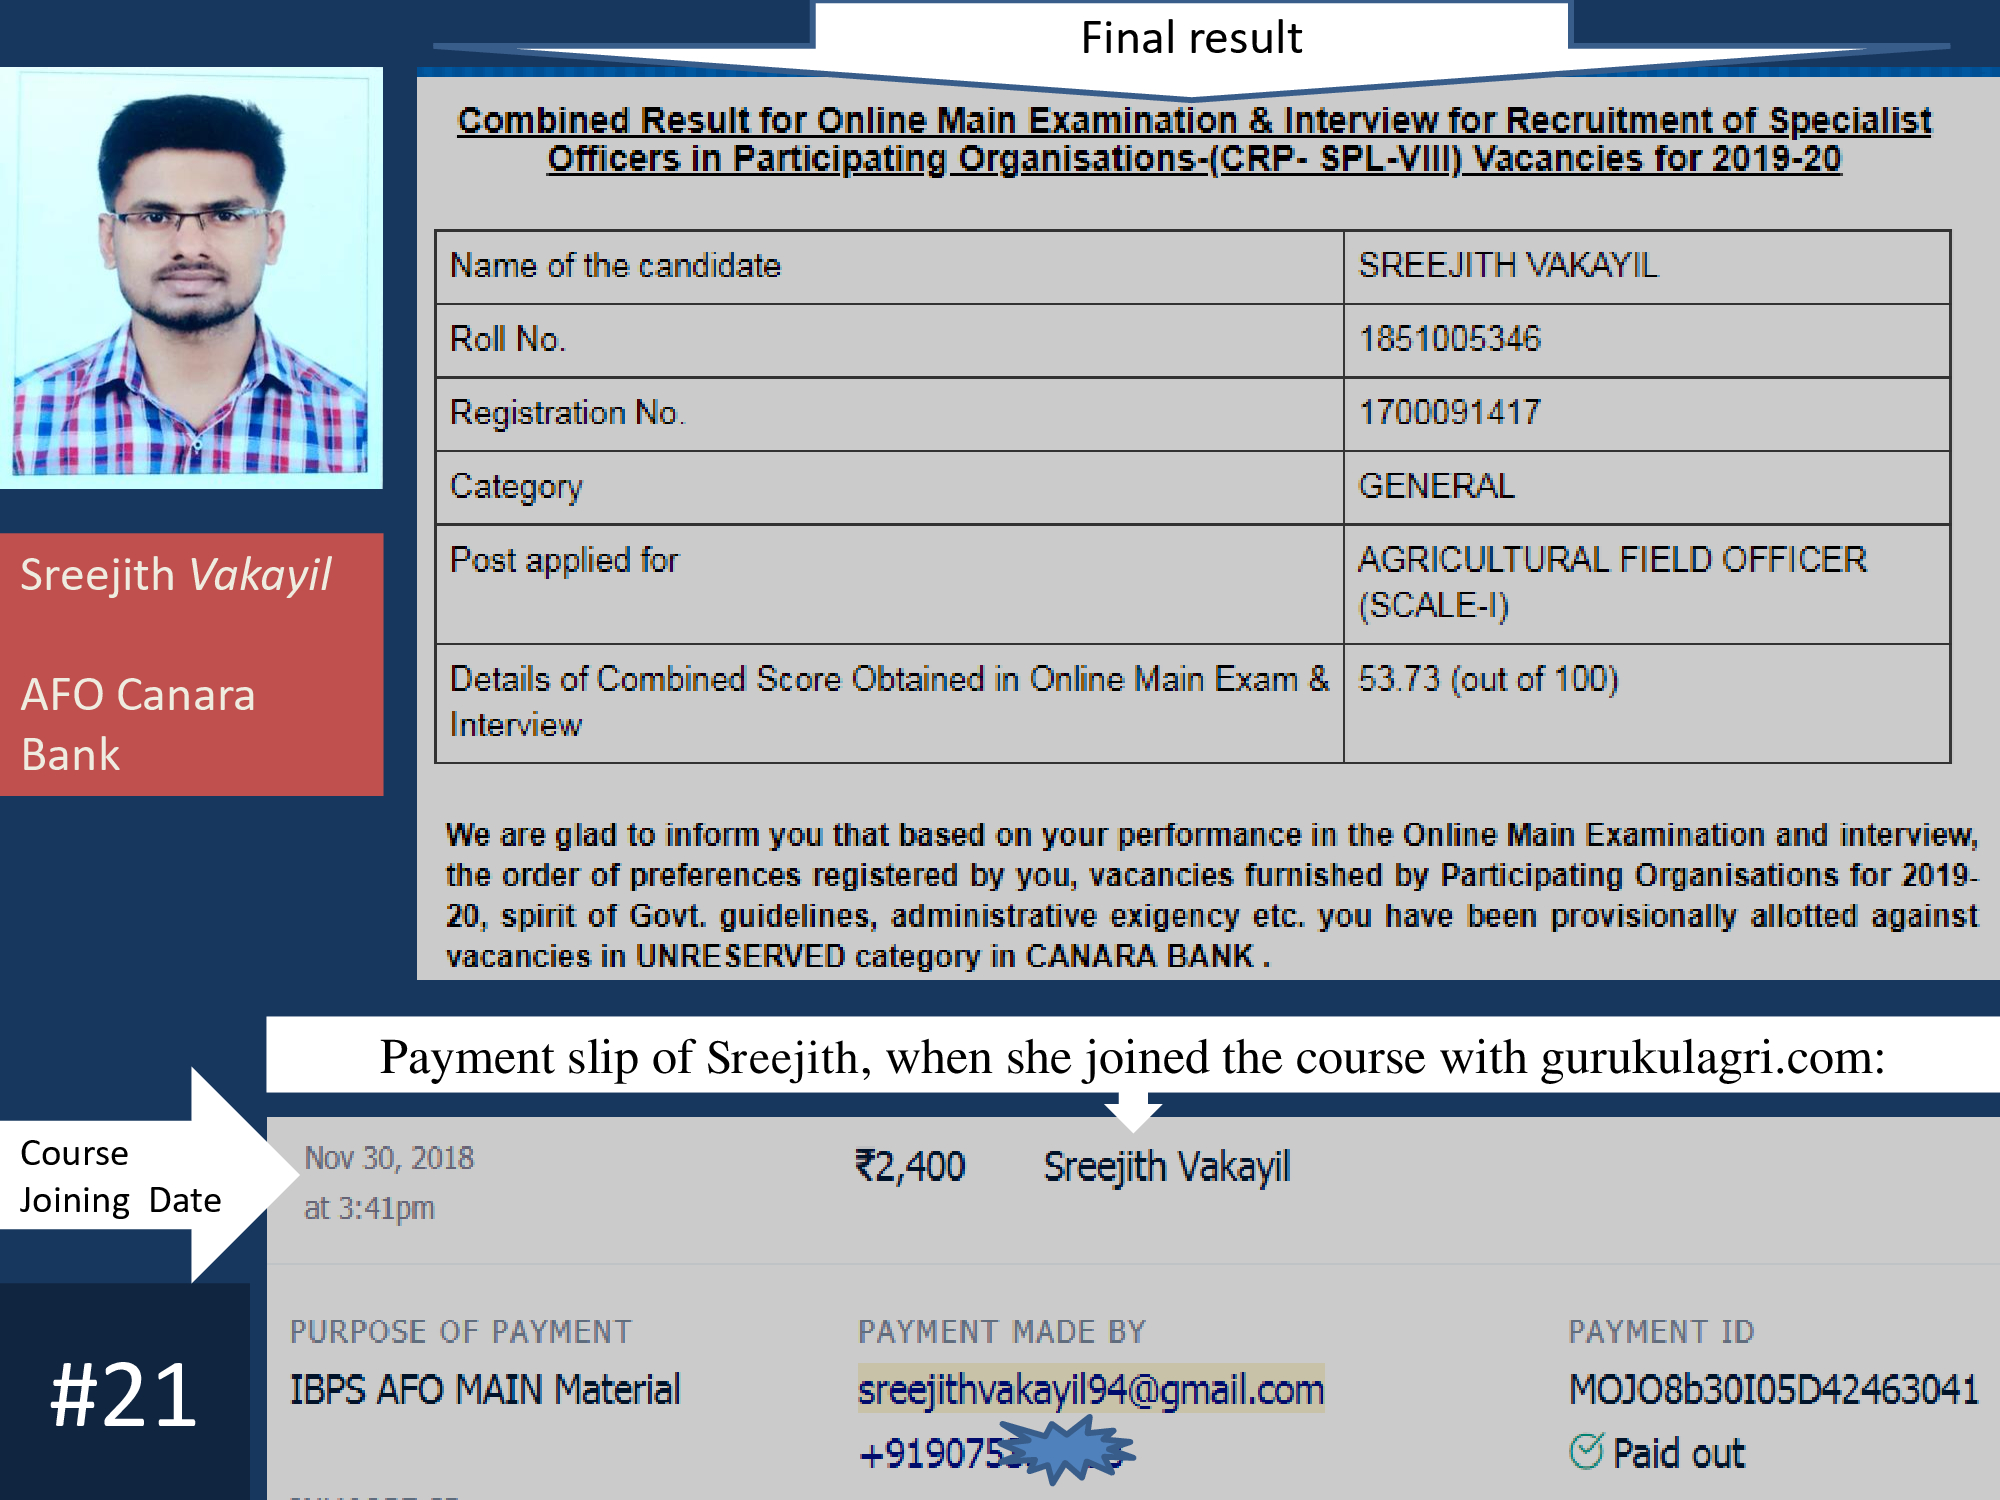 Final result
Combined Result for Online Main Examination & Interview for Recruitment of Specialist
Officers in Participating Organisations-(CRP- SPL-VIII) Vacancies for 2019-20
Name of the candidate SREEJITH VAKAYIL
Roll No. 1851005346
Registration No. 1700091417
Category GENERAL
Post applied for AGRICULTURAL FIELD OFFICER
(SCALE-I)
Details of Combined Score Obtained in Online Main Exam & 53.73 (out of 100)
Interview
We are glad to inform you that based on your performance in the Online Main Examination and interview,
the order of preferences registered by you, vacancies furnished by Participating Organisations for 2019-
20, spirit of Govt. guidelines, administrative exigency etc. you have been provisionally allotted against
vacancies in UNRESERVED category in CANARA BANK .
Sreejith Vakayil
AFO Canara
Bank
Payment slip of Sreejith, when she joined the course with gurukulagri.com:
Course
Joining Date
Nov 30, 2018 ₹2,400 Sreejith Vakayil
at 3:41pm
PURPOSE OF PAYMENT PAYMENT MADE BY PAYMENT ID
IBPS AFO MAIN Material sreejithvakayil94@gmail.com MOJO8b30I05D42463041
+919075 Paid out
#21